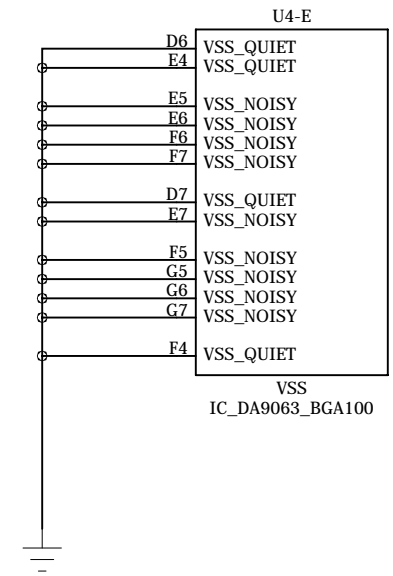 U4-E
D6 VSS_QUIET
E4 VSS_QUIET
E5 VSS_NOISY
E6 VSS_NOISY
F6 VSS_NOISY
F7 VSS_NOISY
D7 VSS_QUIET
E7 VSS_NOISY
F5 VSS_NOISY
G5 VSS_NOISY
G6 VSS_NOISY
G7 VSS_NOISY
F4 VSS_QUIET
VSS
IC_DA9063_BGA100